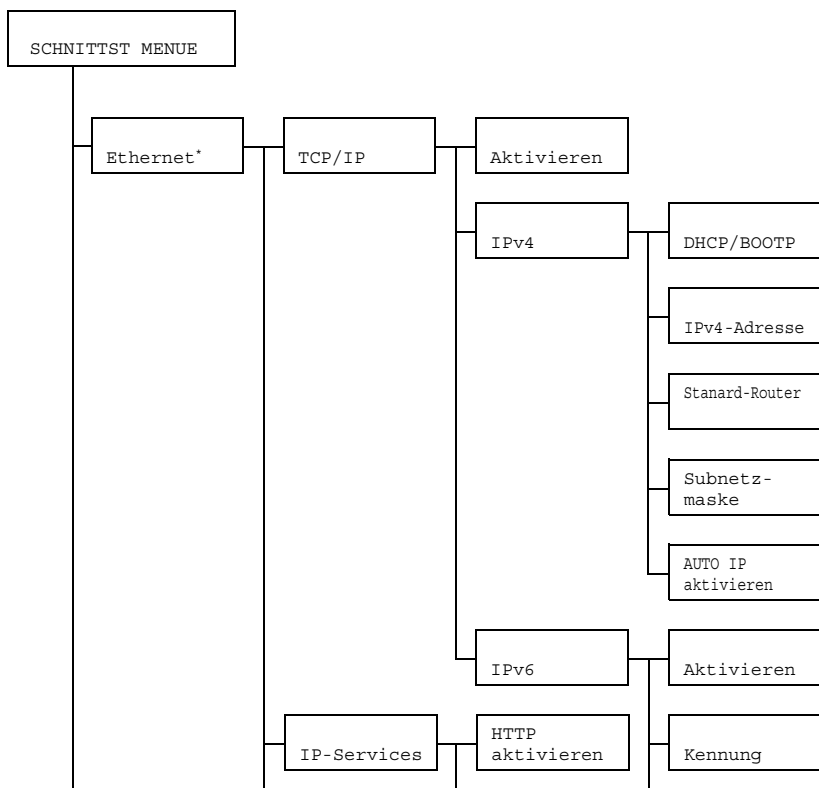 SCHNITTST MENUE
Ethernet*
TCP/IP
Aktivieren
IPv4
DHCP/BOOTP
IPv4-Adresse
Stanard-Router
Subnetz-
maske
AUTO IP
aktivieren
IPv6
Aktivieren
IP-Services
HTTP
aktivieren
Kennung